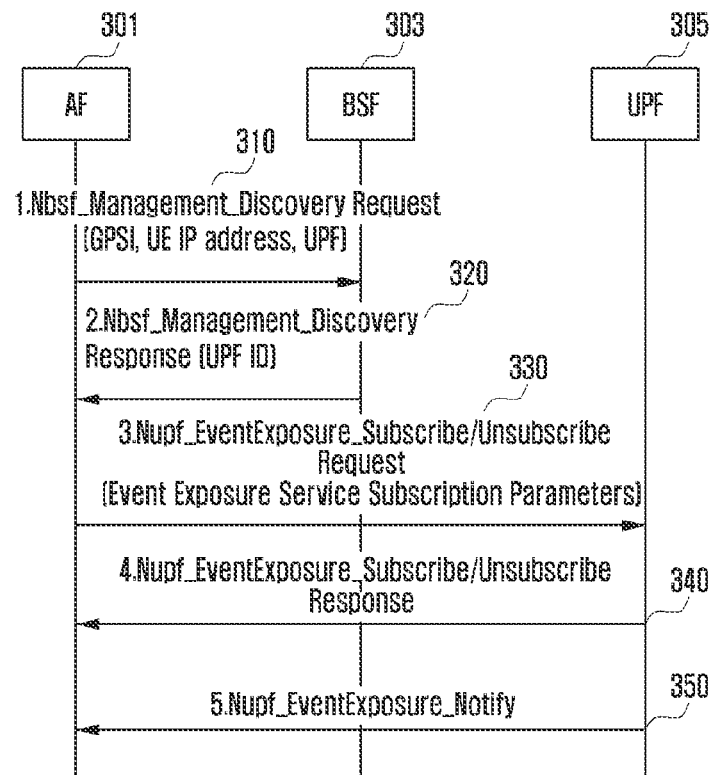 301
303
305
AF
BSF
UPF
310
1.Nbsf_Management_Discovery Request
(GPSI, UE IP address, UPF)
320
2.Nbsf_Management_Discovery
Response (UPF ID)
330
3.Nupf_EventExposure_Subscribe/Unsubscribe
Request
(Event Exposure Service Subscription Parameters)
4.Nupf_EventExposure_Subscribe/Unsubscribe
Response
340
5.Nupf_EventExposure_Notify
350